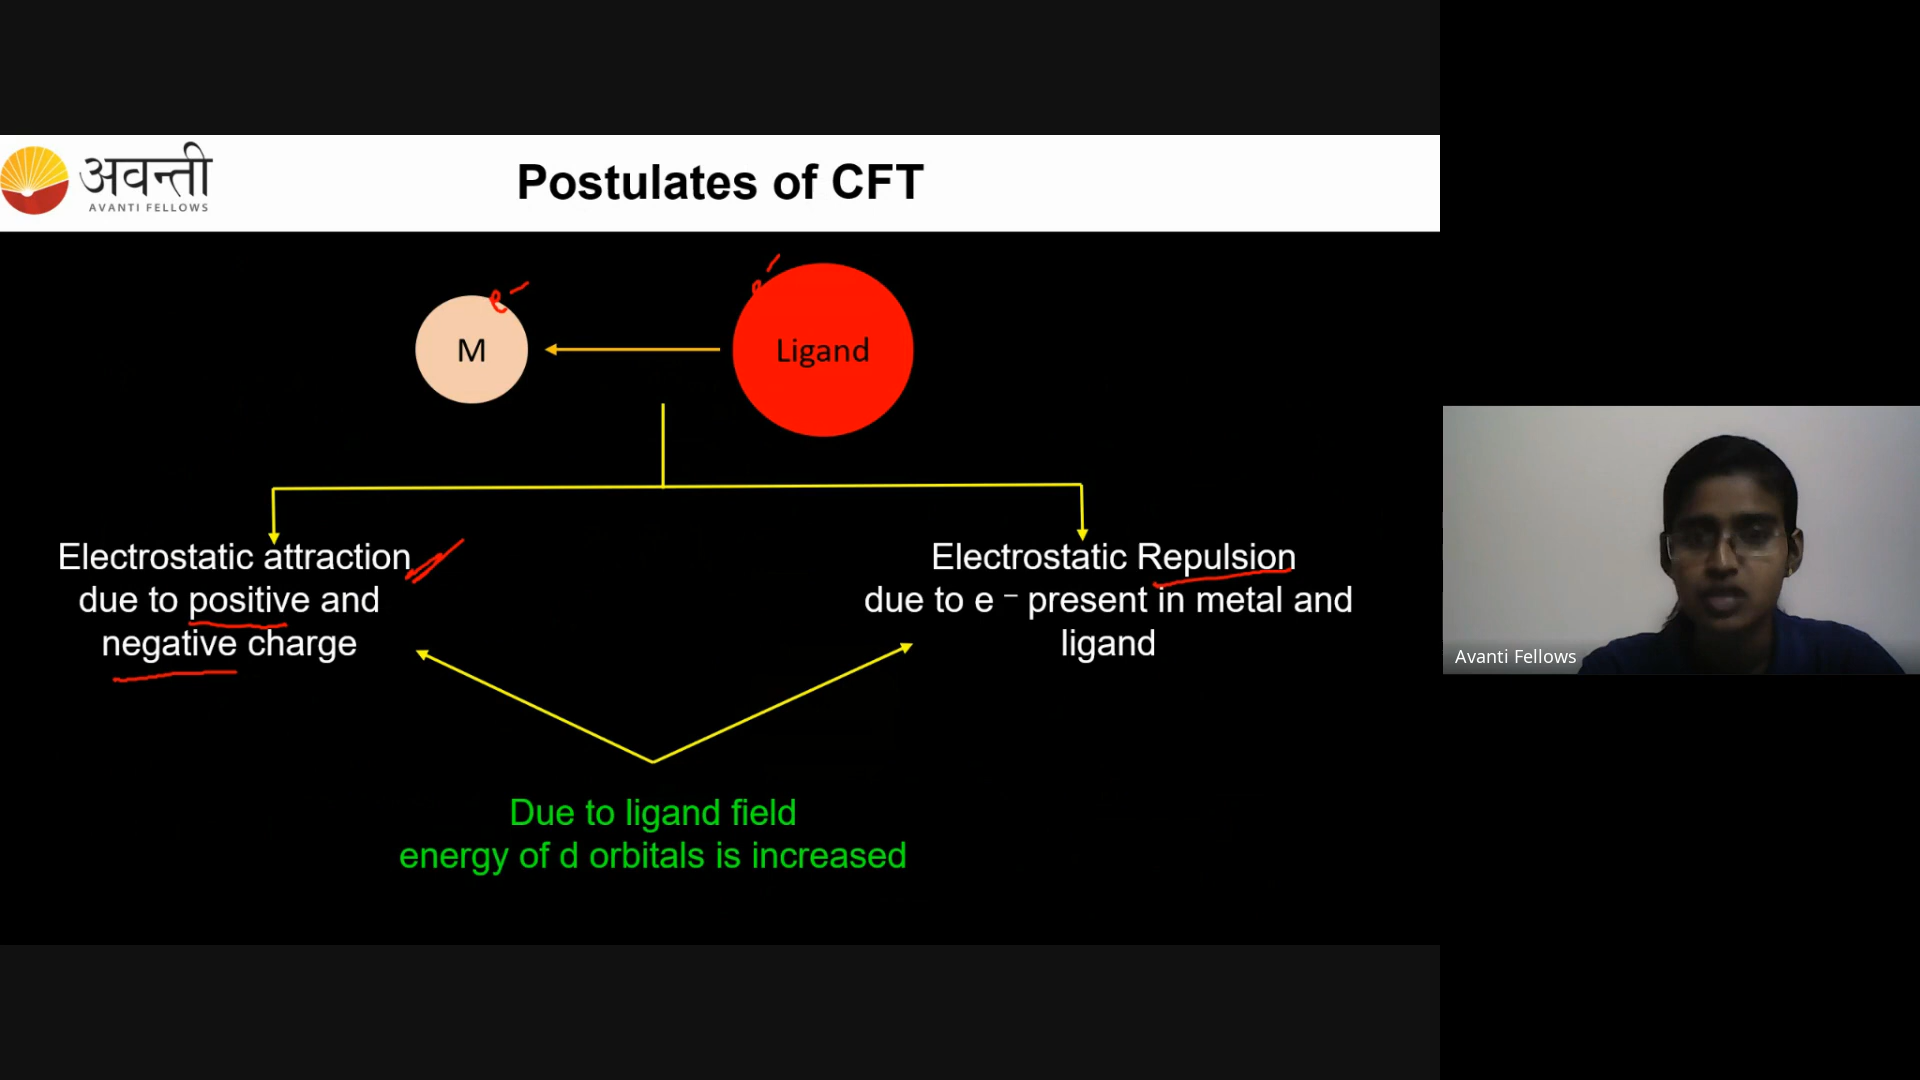 अवन्ती
AVANTI FELLOWS
Postulates of CFT
e-
e-
M
Ligand
Electrostatic attraction
due to positive and
negative charge
Electrostatic Repulsion
due to e – present in metal and
ligand
Due to ligand field
energy of d orbitals is increased
Avanti Fellows